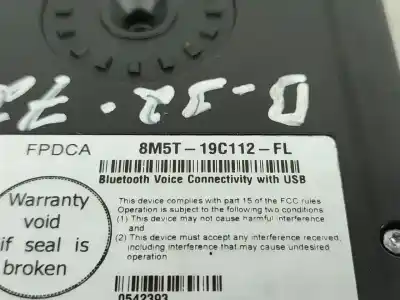 B-52-72
FPDCA 8M5T-19C112-FL
Bluetooth Voice Connectivity with USB
Warranty
void
if seal is
broken
This device complies with part 15 of the FCC rules
Operation is subject to the following two conditions
(1) This device may not cause harmful interference
and
(2) This device must accept any interference received,
including interference that may cause undesired
operation
0542393